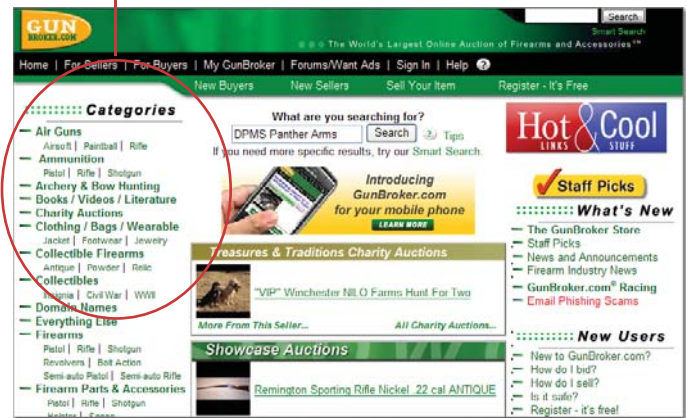 GUN
BROKER.COM
Search
Smart Search
The World's Largest Online Auction of Firearms and Accessories℠
Home | For Sellers | For Buyers | My GunBroker | Forums/Want Ads | Sign In | Help ?
New Buyers New Sellers Sell Your Item Register - It's Free
Categories
Air Guns
Airsoft | Paintball | Rifle
Ammunition
Pistol | Rifle | Shotgun
Archery & Bow Hunting
Books / Videos / Literature
Charity Auctions
Clothing / Bags / Wearable
Jacket | Footwear | Jewelry
Collectible Firearms
Antique | Powder | Relic
Collectibles
Insignia | Civil War | WWII
Domain Names
Everything Else
Firearms
Pistol | Rifle | Shotgun
Revolvers | Bolt Action
Semi-auto Pistol | Semi-auto Rifle
Firearm Parts & Accessories
Pistol | Rifle | Shotgun
What are you searching for?
DPMS Panther Arms Search Tips
If you need more specific results, try our Smart Search.
Introducing
GunBroker.com
for your mobile phone
LEARN MORE
Treasures & Traditions Charity Auctions
"VIP" Winchester NILO Farms Hunt For Two
More From This Seller... All Charity Auctions...
Showcase Auctions
Remington Sporting Rifle Nickel .22 cal ANTIQUE
Hot & Cool
LINKS STUFF
Staff Picks
What's New
The GunBroker Store
Staff Picks
News and Announcements
Firearm Industry News
GunBroker.com® Racing
Email Phishing Scams
New Users
New to GunBroker.com?
How do I bid?
How do I sell?
Is it safe?
Register - it's free!